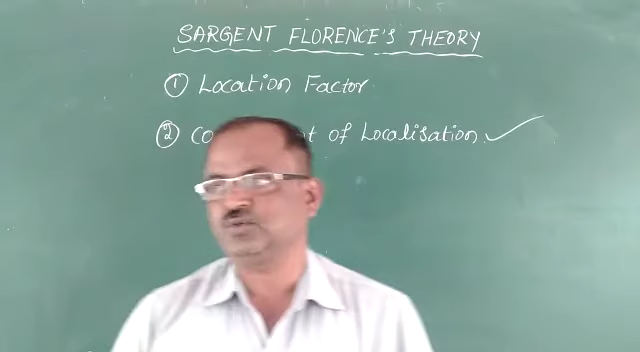 SARGENT FLORENCE'S THEORY
① Location Factor
② of Localisation.